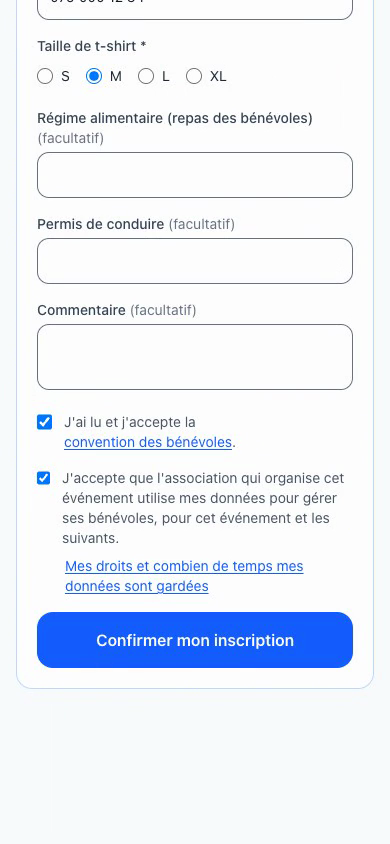 Taille de t-shirt *
S M L XL
Régime alimentaire (repas des bénévoles)
(facultatif)
Permis de conduire (facultatif)
Commentaire (facultatif)
J'ai lu et j'accepte la
convention des bénévoles.
J'accepte que l'association qui organise cet
événement utilise mes données pour gérer
ses bénévoles, pour cet événement et les
suivants.
Mes droits et combien de temps mes
données sont gardées
Confirmer mon inscription